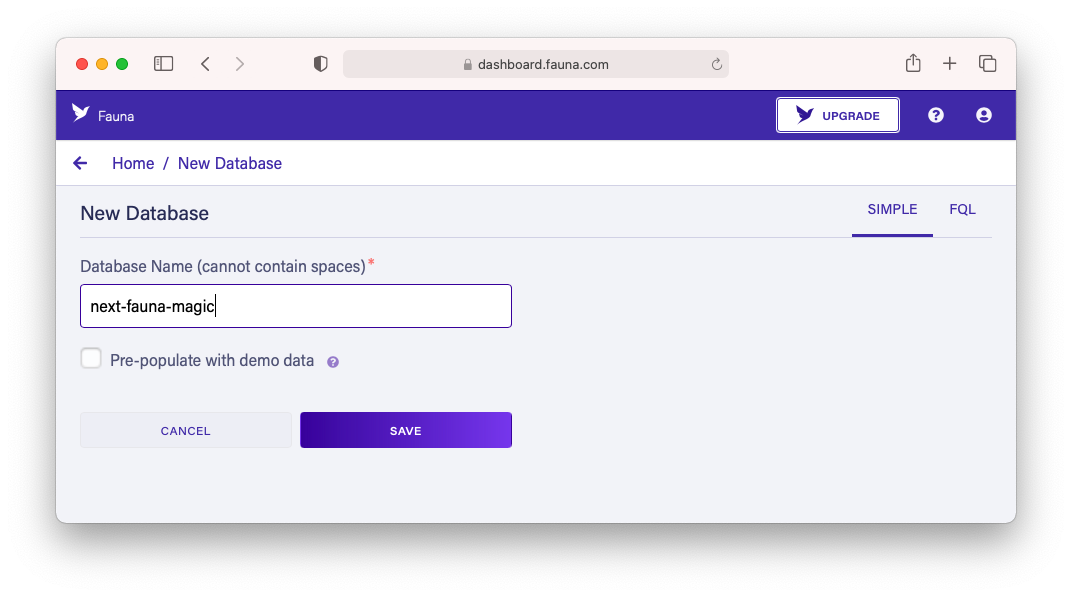 dashboard.fauna.com
Fauna
UPGRADE
?
Home / New Database
New Database
SIMPLE
FQL
Database Name (cannot contain spaces)*
next-fauna-magic
Pre-populate with demo data ?
CANCEL
SAVE